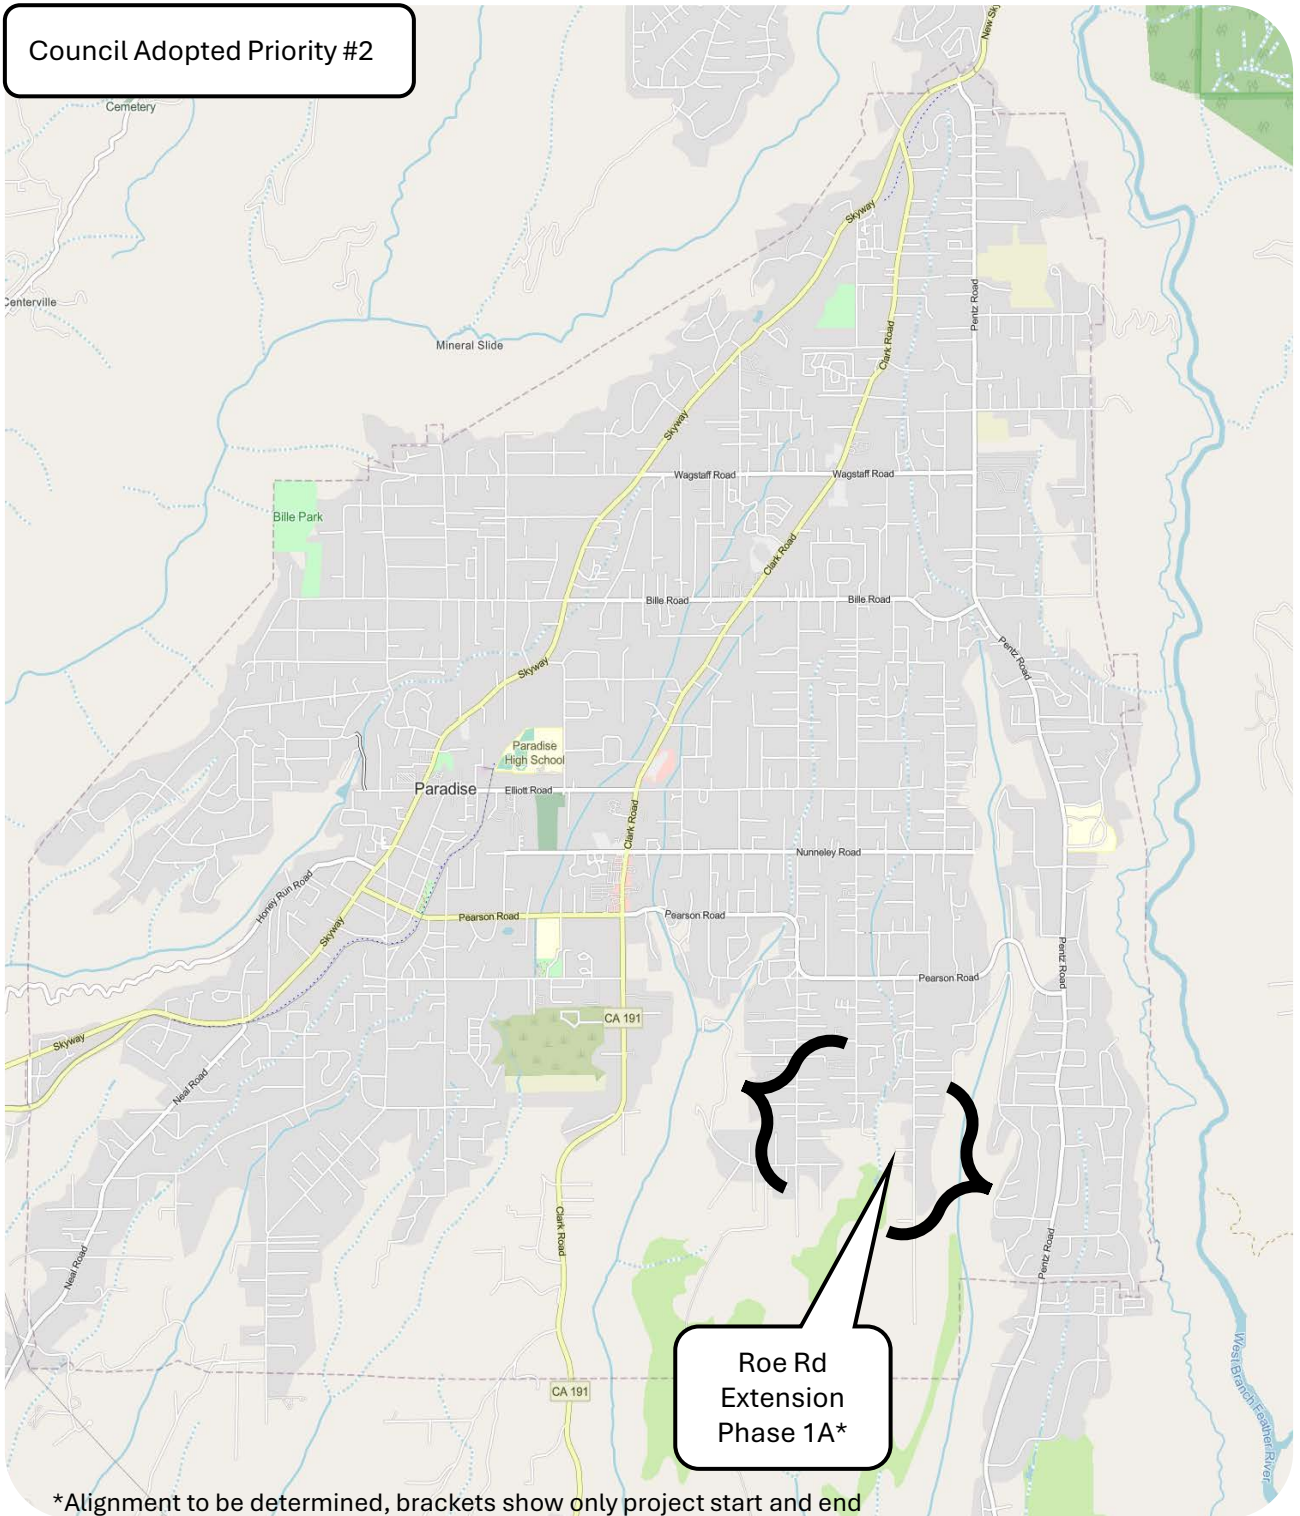 Council Adopted Priority #2
New Sky
Cemetery
Skyway
Centerville
Pentz Road
Mineral Slide
Clark Road
Skyway
Wagstaff Road
Wagstaff Road
Bille Park
Clark Road
Bille Road
Bille Road
Pentz Road
Skyway
Paradise
High School
Paradise
Elliott Road
Clark Road
Nunneley Road
Honey Run Road
Pearson Road
Pearson Road
Skyway
Pentz Road
Pearson Road
CA 191
Skyway
Neal Road
Clark Road
Pentz Road
Neal Road
Roe Rd
Extension
Phase 1A*
CA 191
West Branch Feather River
*Alignment to be determined, brackets show only project start and end